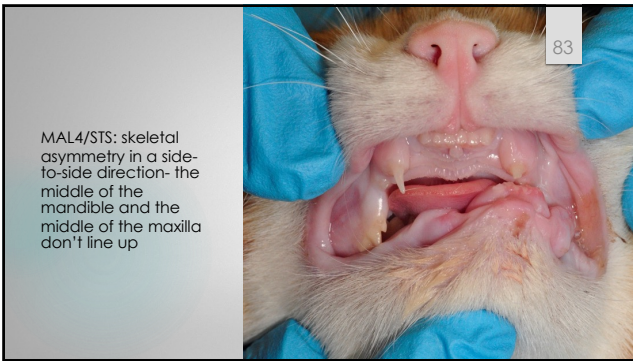 83
MAL4/STS: skeletal
asymmetry in a side-
to-side direction- the
middle of the
mandible and the
middle of the maxilla
don’t line up